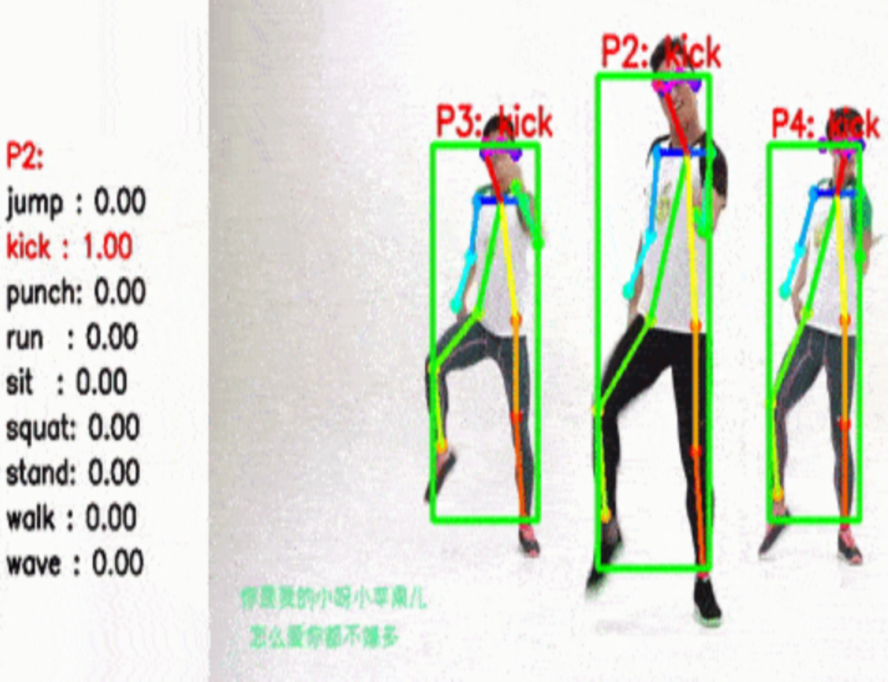 P2: kick
P3: kick
P4: kick
P2:
jump : 0.00
kick : 1.00
punch: 0.00
run : 0.00
sit : 0.00
squat: 0.00
stand: 0.00
walk : 0.00
wave : 0.00
你是我的小呀小苹果儿
怎么爱你都不嫌多